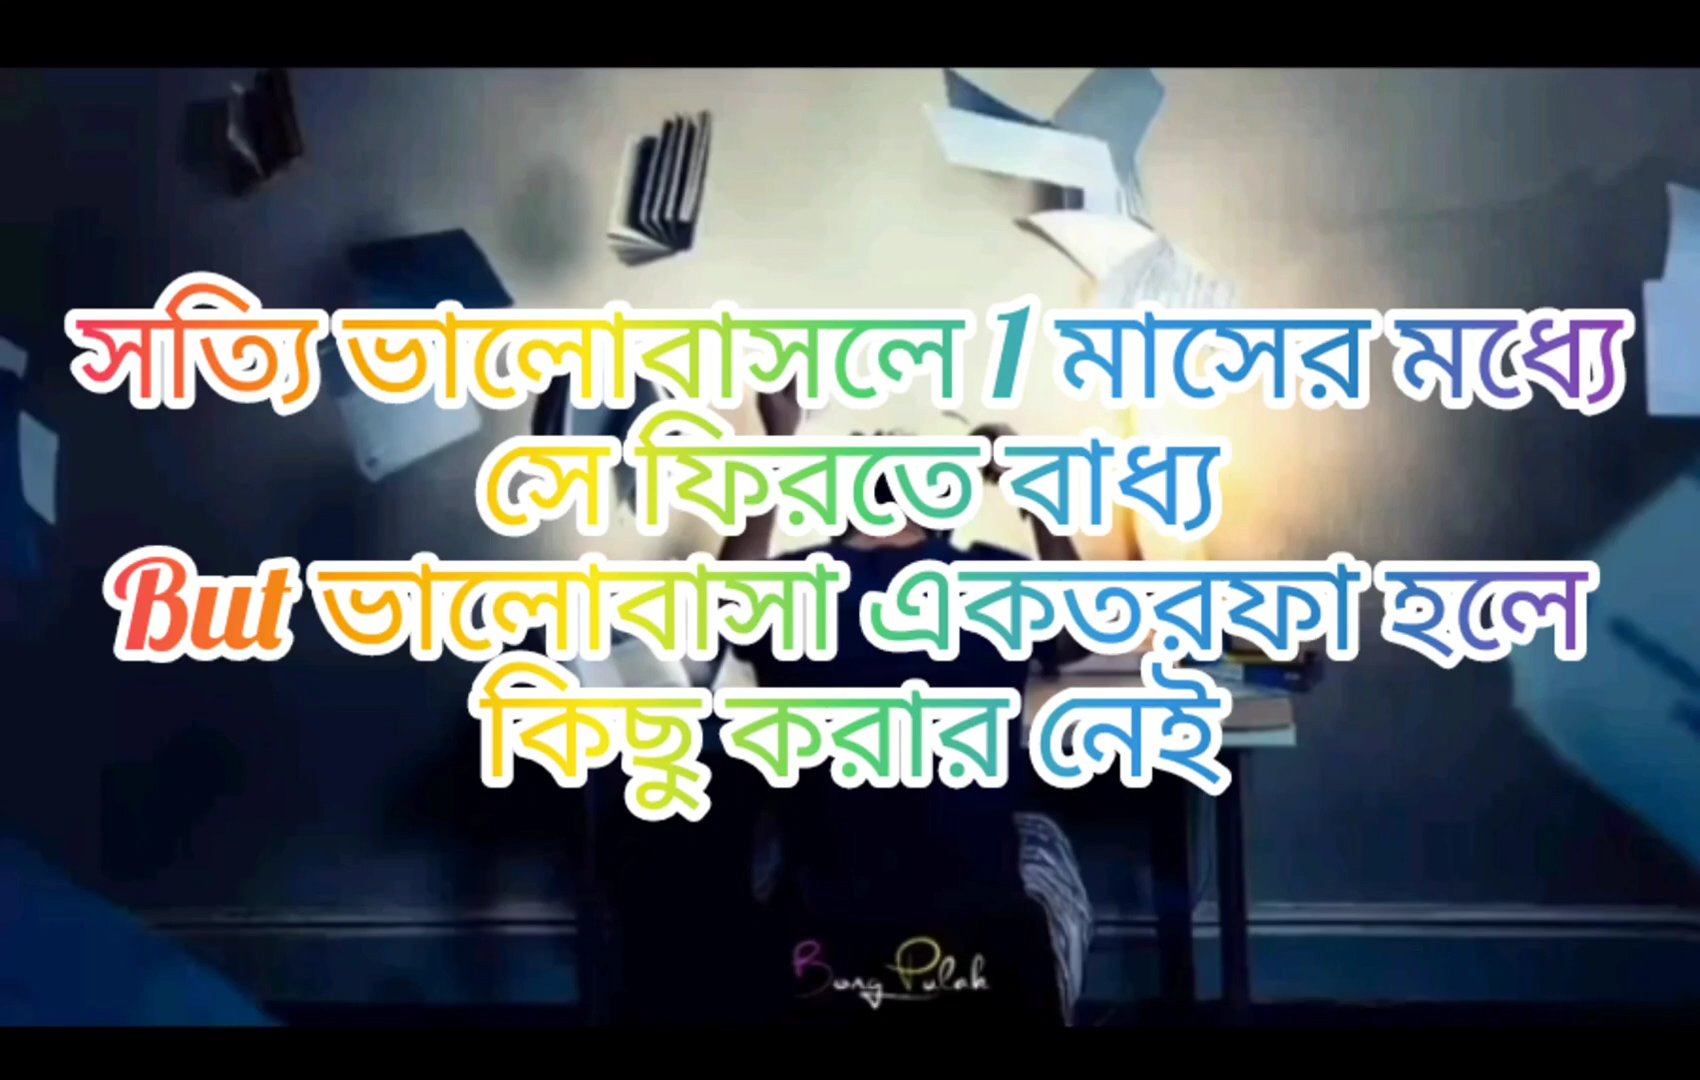 সত্যি ভালোবাসলে 1 মাসের মধ্যে
সে ফিরতে বাধ্য
But ভালোবাসা একতরফা হলে
কিছু করার নেই
Bong Pulak